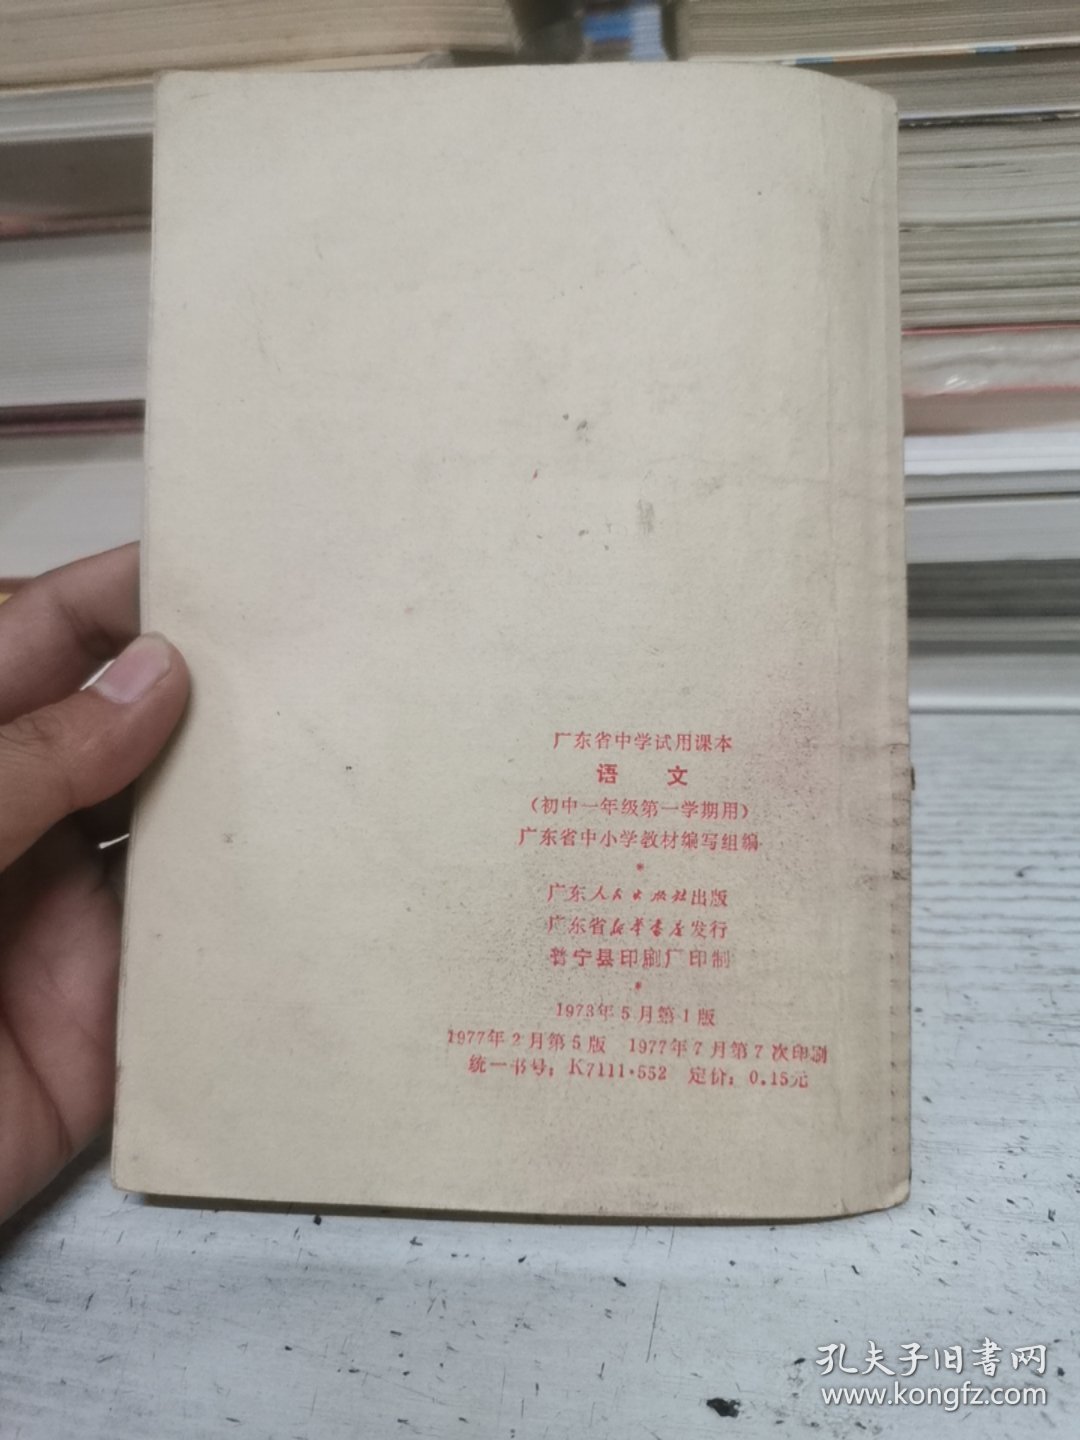 广东省中学试用课本
语文
（初中一年级第一学期用）
广东省中小学教材编写组编
*
广东人民出版社出版
广东省新华书店发行
普宁县印刷厂印制
*
1973年5月第1版
1977年2月第5版 1977年7月第7次印刷
统一书号：K7111·552 定价：0.15元
孔夫子旧書网
www.kongfz.com